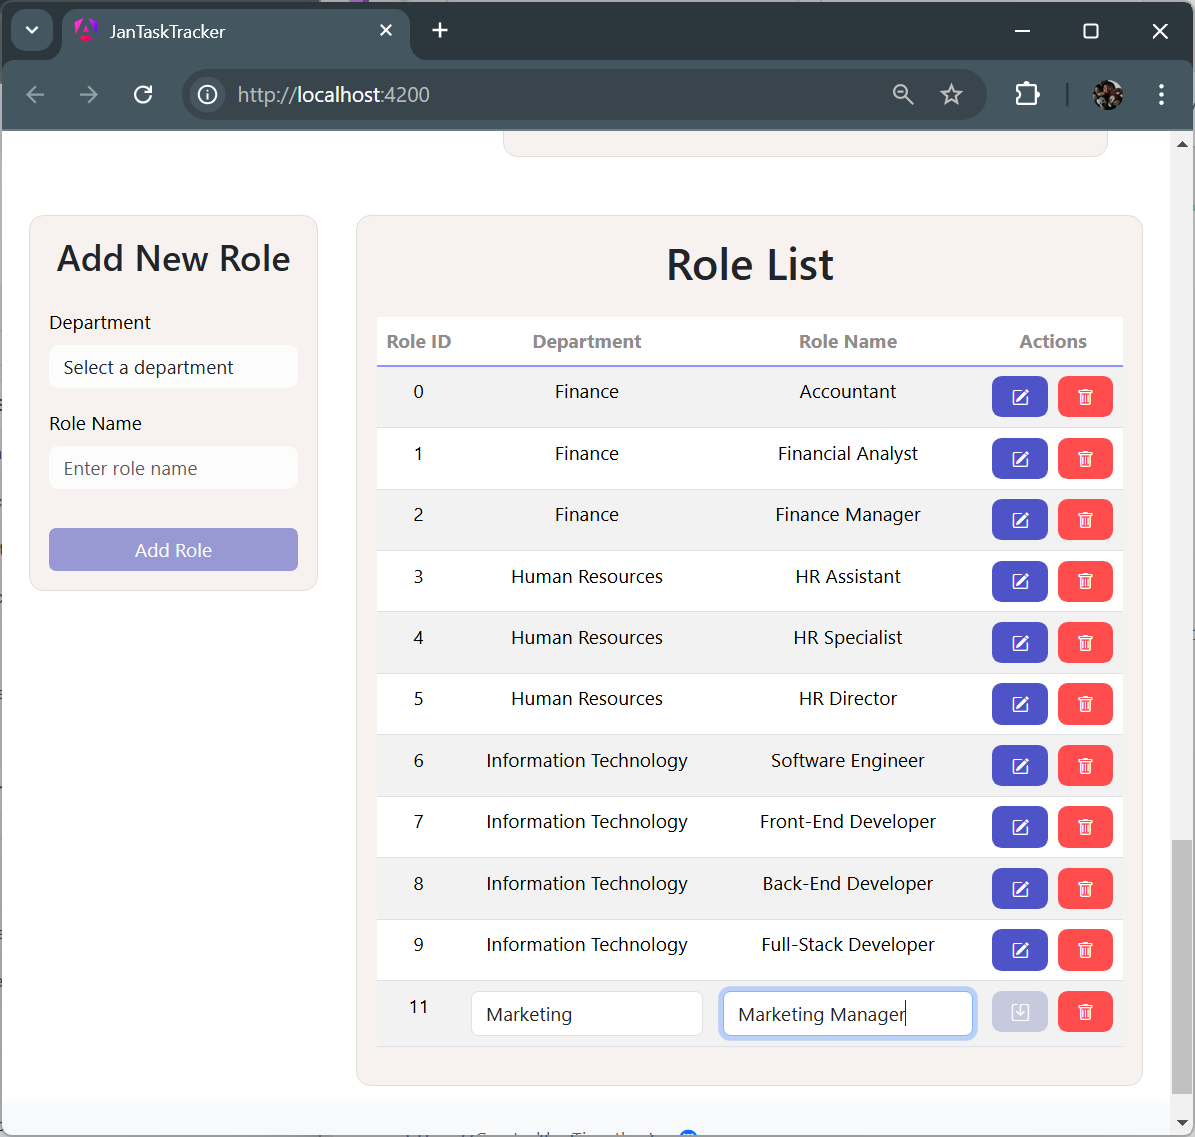 JanTaskTracker
http://localhost:4200
Add New Role
Department
Select a department
Role Name
Enter role name
Add Role
Role List
Role ID Department Role Name Actions
0 Finance Accountant
1 Finance Financial Analyst
2 Finance Finance Manager
3 Human Resources HR Assistant
4 Human Resources HR Specialist
5 Human Resources HR Director
6 Information Technology Software Engineer
7 Information Technology Front-End Developer
8 Information Technology Back-End Developer
9 Information Technology Full-Stack Developer
11 Marketing Marketing Manager